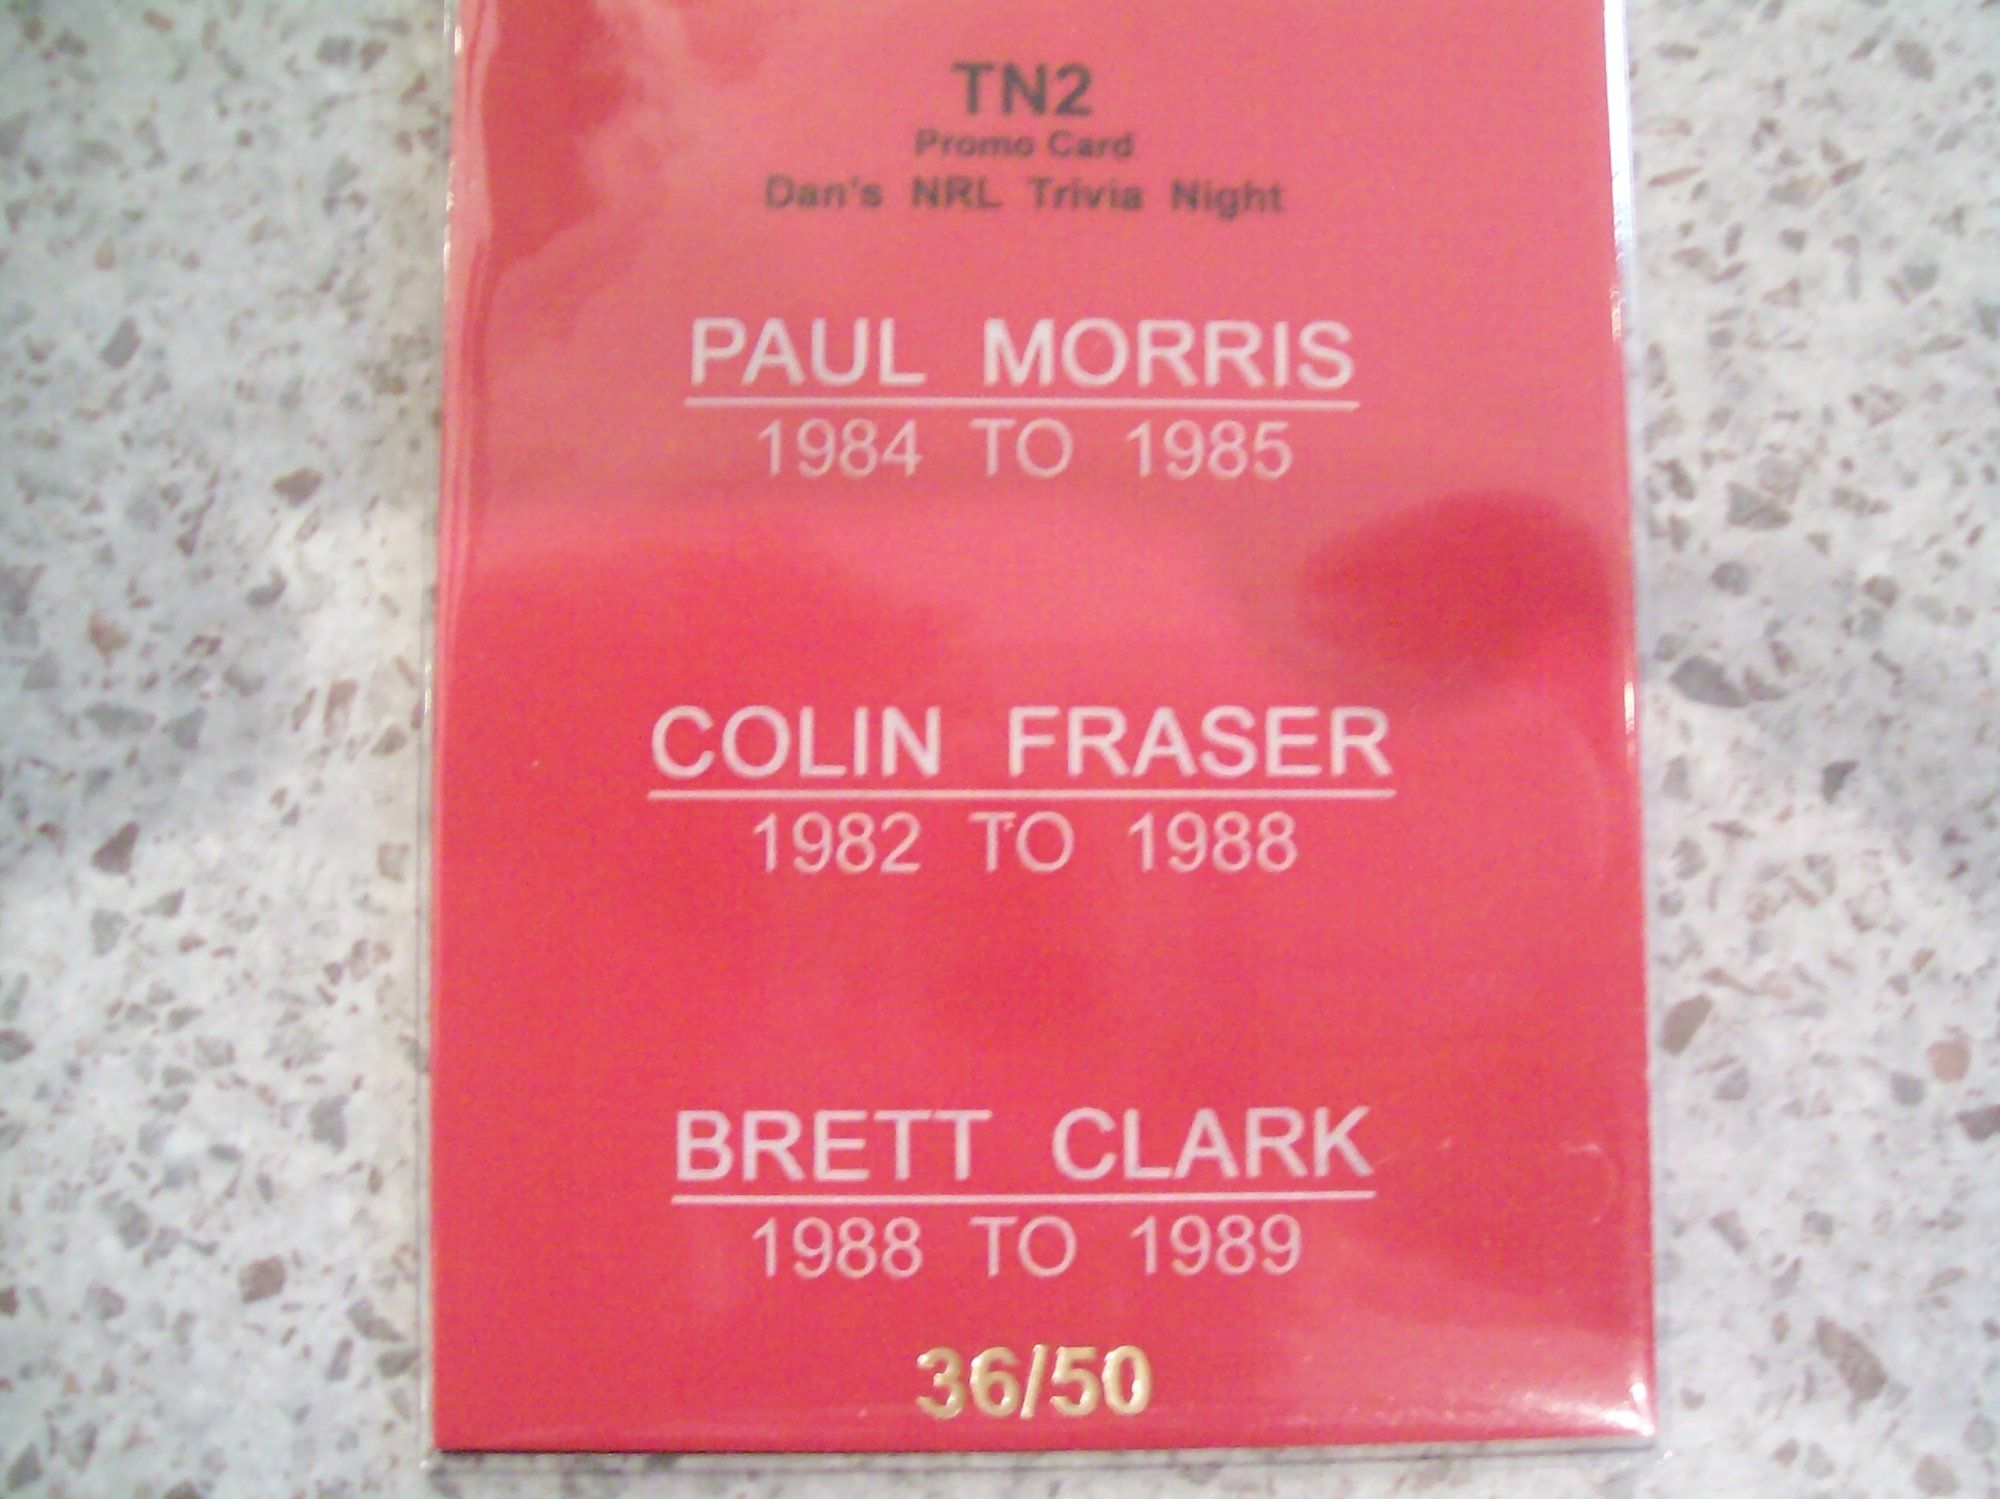 TN2
Promo Card
Dan's NRL Trivia Night
PAUL MORRIS
1984 TO 1985
COLIN FRASER
1982 TO 1988
BRETT CLARK
1988 TO 1989
36/50